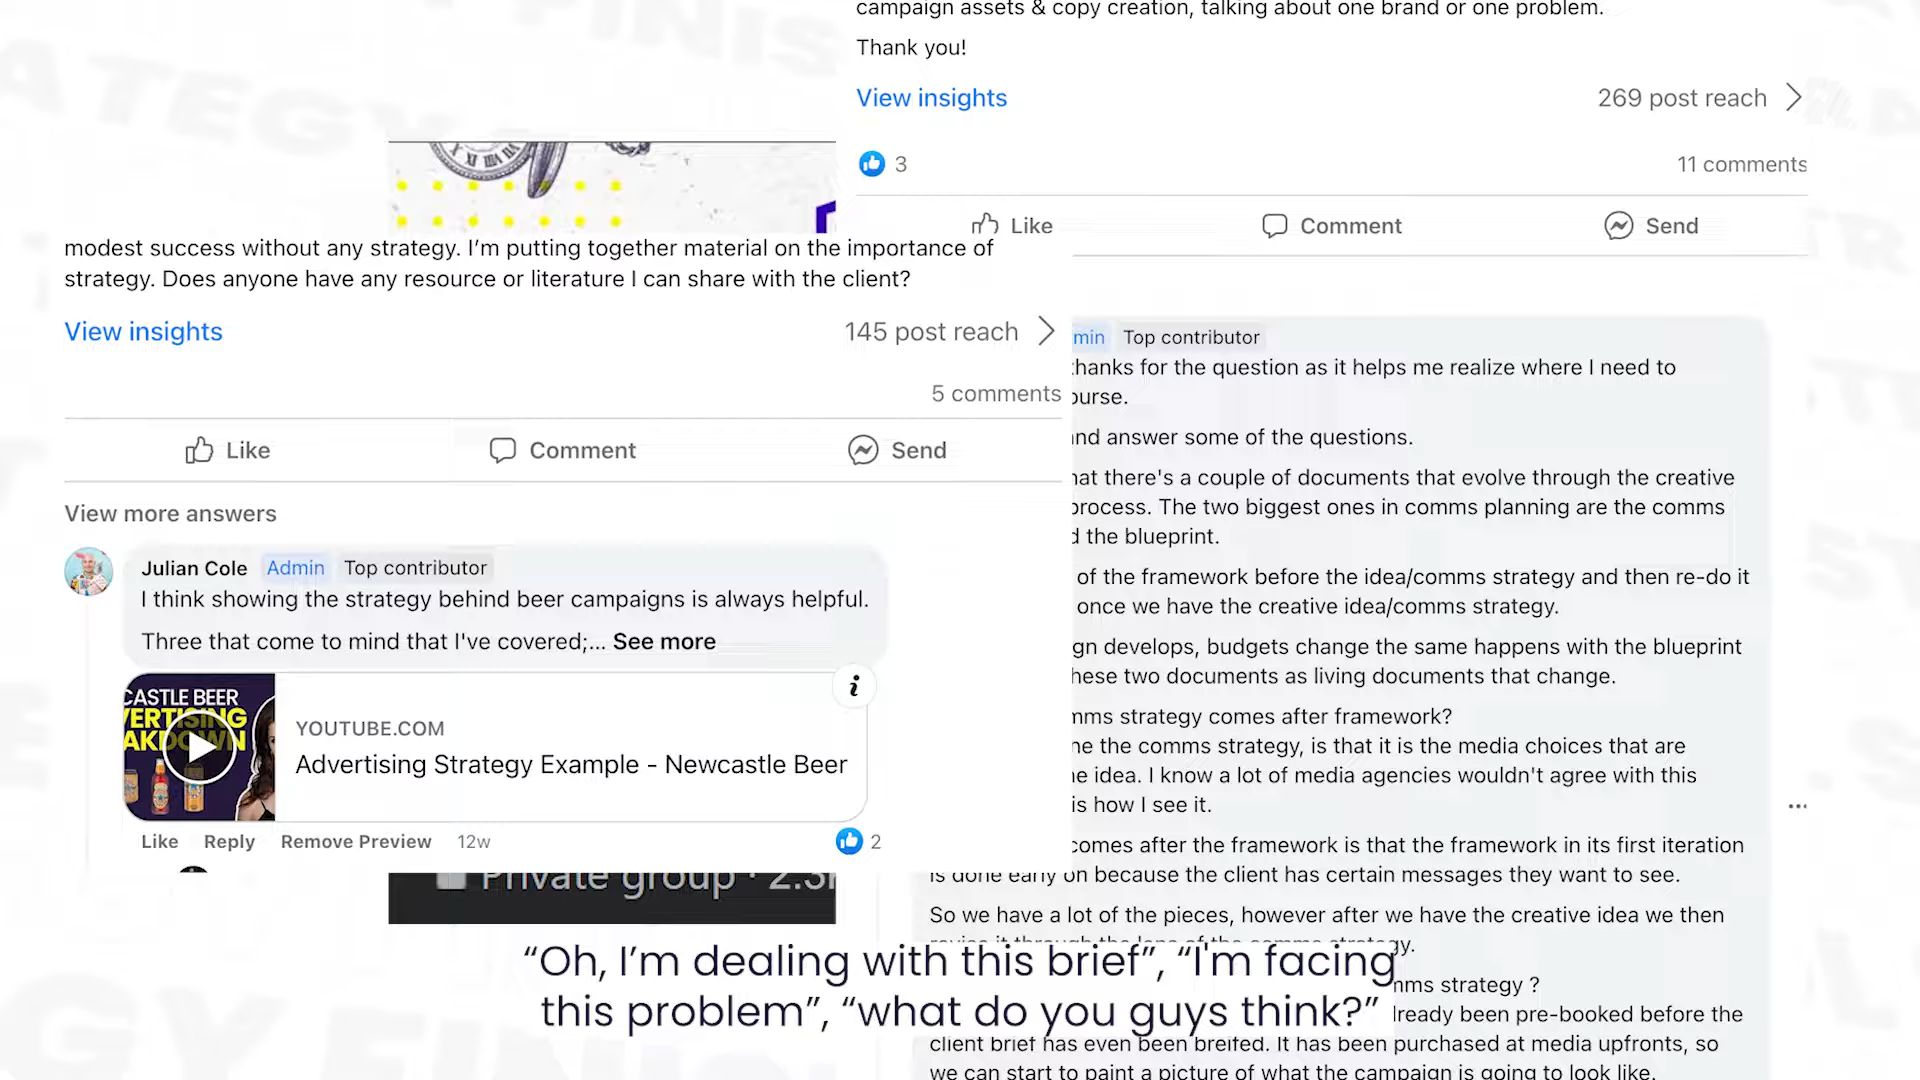 campaign assets & copy creation, talking about one brand or one problem.
Thank you!
View insights
269 post reach
3
11 comments
Like
Comment
Send
modest success without any strategy. I’m putting together material on the importance of
strategy. Does anyone have any resource or literature I can share with the client?
View insights
145 post reach
5 comments
Like
Comment
Send
View more answers
Julian Cole Admin Top contributor
I think showing the strategy behind beer campaigns is always helpful.
Three that come to mind that I've covered;... See more
CASTLE BEER
YOUTUBE.COM
Advertising Strategy Example - Newcastle Beer
Like Reply Remove Preview 12w
2
Private group
Top contributor
thanks for the question as it helps me realize where I need to
and answer some of the questions.
that there's a couple of documents that evolve through the creative
process. The two biggest ones in comms planning are the comms
the blueprint.
of the framework before the idea/comms strategy and then re-do it
once we have the creative idea/comms strategy.
develops, budgets change the same happens with the blueprint
these two documents as living documents that change.
strategy comes after framework?
the comms strategy, is that it is the media choices that are
idea. I know a lot of media agencies wouldn't agree with this
is how I see it.
comes after the framework is that the framework in its first iteration
is done early on because the client has certain messages they want to see.
So we have a lot of the pieces, however after we have the creative idea we then
strategy ?
already been pre-booked before the
client brief has even been breifed. It has been purchased at media upfronts, so
we can start to paint a picture of what the campaign is going to look like.
“Oh, I’m dealing with this brief”, “I'm facing
this problem”, “what do you guys think?”